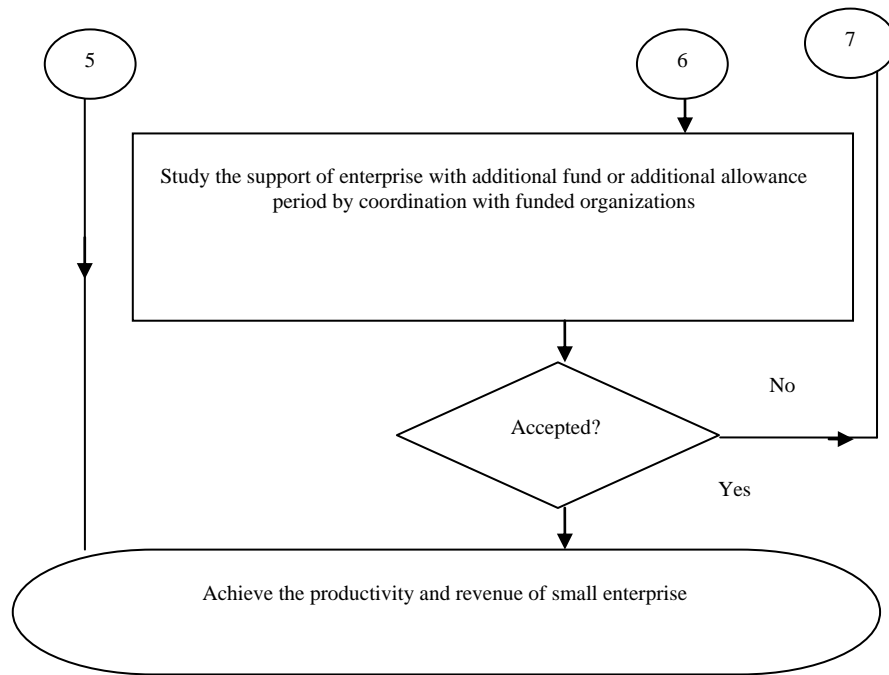 5
6
7
Study the support of enterprise with additional fund or additional allowance
period by coordination with funded organizations
No
Accepted?
Yes
Achieve the productivity and revenue of small enterprise